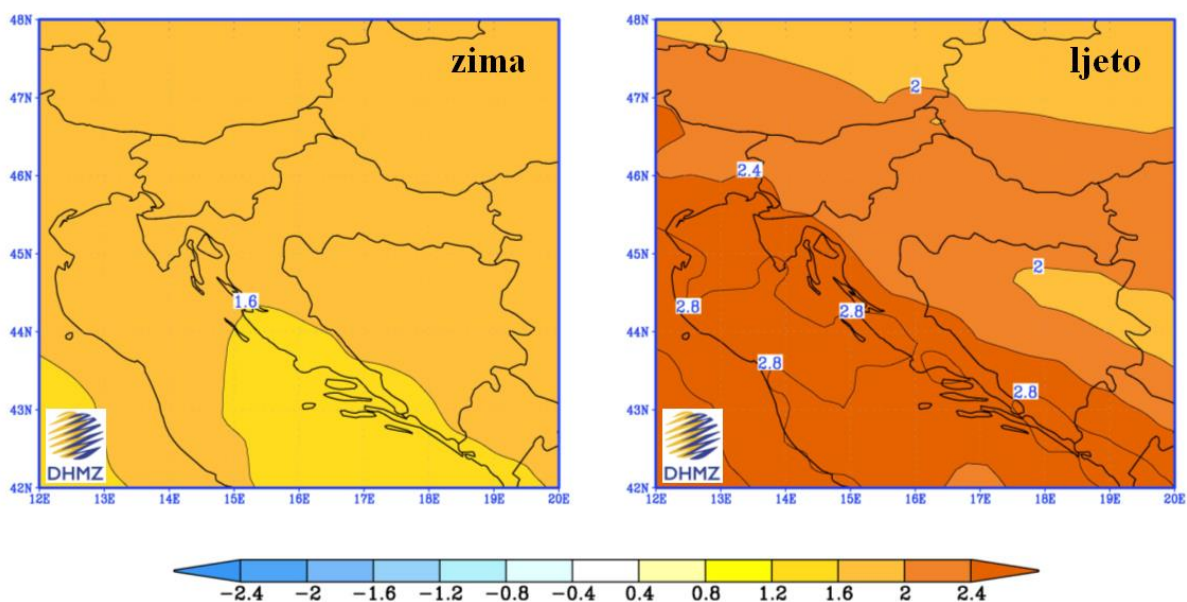 zima
48N
47N
46N
45N
44N
43N
42N
1.6
DHMZ
12E 13E 14E 15E 16E 17E 18E 19E 20E
ljeto
48N
47N
46N
45N
44N
43N
42N
2
2.4
2
2.8
2.8
2.8
2.8
DHMZ
12E 13E 14E 15E 16E 17E 18E 19E 20E
-2.4 -2 -1.6 -1.2 -0.8 -0.4 0.4 0.8 1.2 1.6 2 2.4